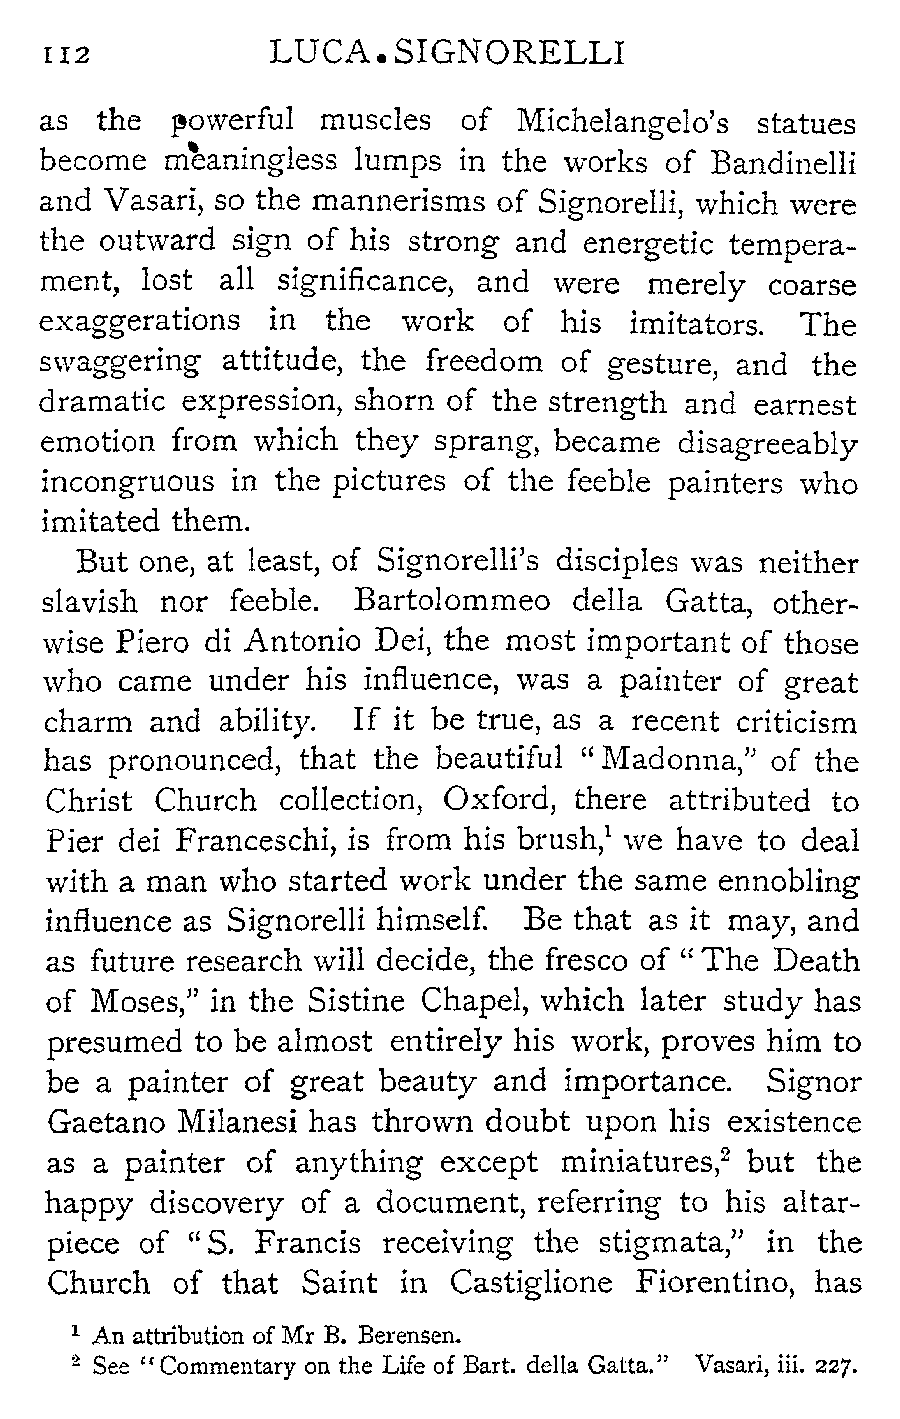 112 LUCA. SIGNORELLI
as the powerful muscles of Michelangelo's statues
become meaningless lumps in the works of Bandinelli
and Vasari, so the mannerisms of Signorelli, which were
the outward sign of his strong and energetic tempera-
ment, lost all significance, and were merely coarse
exaggerations in the work of his imitators. The
swaggering attitude, the freedom of gesture, and the
dramatic expression, shorn of the strength and earnest
emotion from which they sprang, became disagreeably
incongruous in the pictures of the feeble painters who
imitated them.
But one, at least, of Signorelli's disciples was neither
slavish nor feeble. Bartolommeo della Gatta, other-
wise Piero di Antonio Dei, the most important of those
who came under his influence, was a painter of great
charm and ability. If it be true, as a recent criticism
has pronounced, that the beautiful "Madonna," of the
Christ Church collection, Oxford, there attributed to
Pier dei Franceschi, is from his brush,¹ we have to deal
with a man who started work under the same ennobling
influence as Signorelli himself. Be that as it may, and
as future research will decide, the fresco of "The Death
of Moses," in the Sistine Chapel, which later study has
presumed to be almost entirely his work, proves him to
be a painter of great beauty and importance. Signor
Gaetano Milanesi has thrown doubt upon his existence
as a painter of anything except miniatures,² but the
happy discovery of a document, referring to his altar-
piece of "S. Francis receiving the stigmata," in the
Church of that Saint in Castiglione Fiorentino, has
¹ An attribution of Mr B. Berensen.
² See "Commentary on the Life of Bart. della Gatta." Vasari, iii. 227.